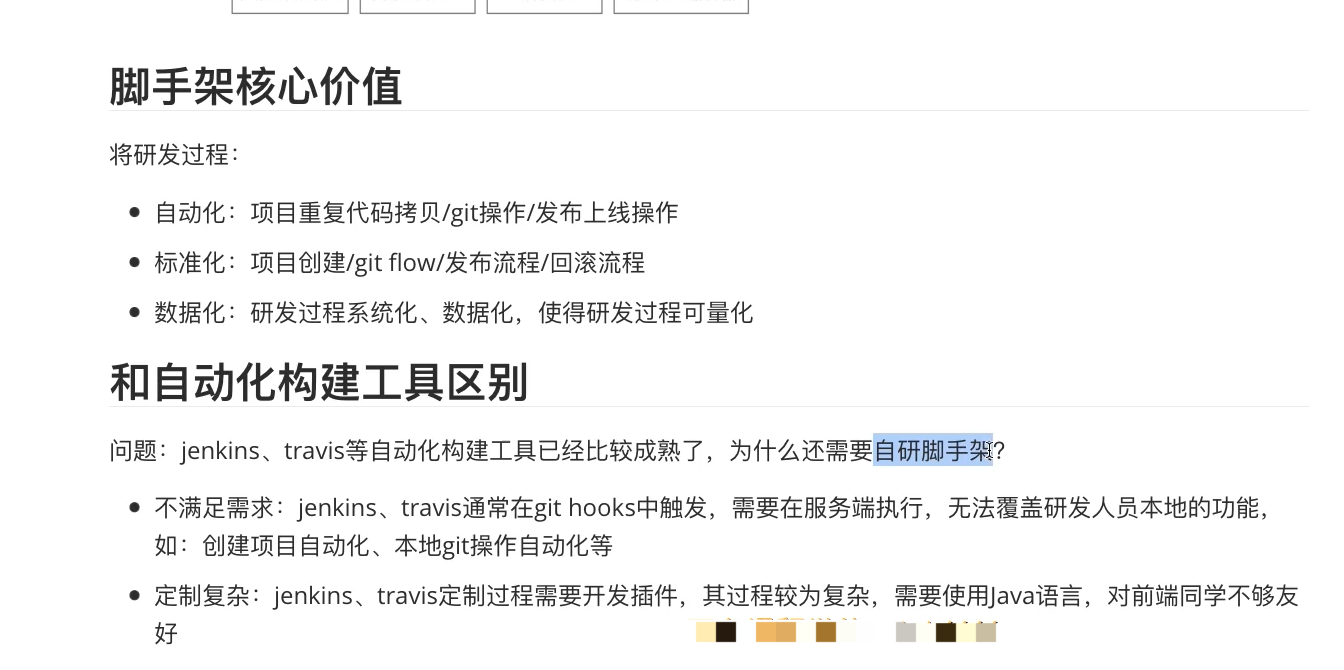 脚手架核心价值
将研发过程：
自动化：项目重复代码拷贝/git操作/发布上线操作
标准化：项目创建/git flow/发布流程/回滚流程
数据化：研发过程系统化、数据化，使得研发过程可量化
和自动化构建工具区别
问题：jenkins、travis等自动化构建工具已经比较成熟了，为什么还需要自研脚手架?
不满足需求：jenkins、travis通常在git hooks中触发，需要在服务端执行，无法覆盖研发人员本地的功能，
如：创建项目自动化、本地git操作自动化等
定制复杂：jenkins、travis定制过程需要开发插件，其过程较为复杂，需要使用Java语言，对前端同学不够友
好